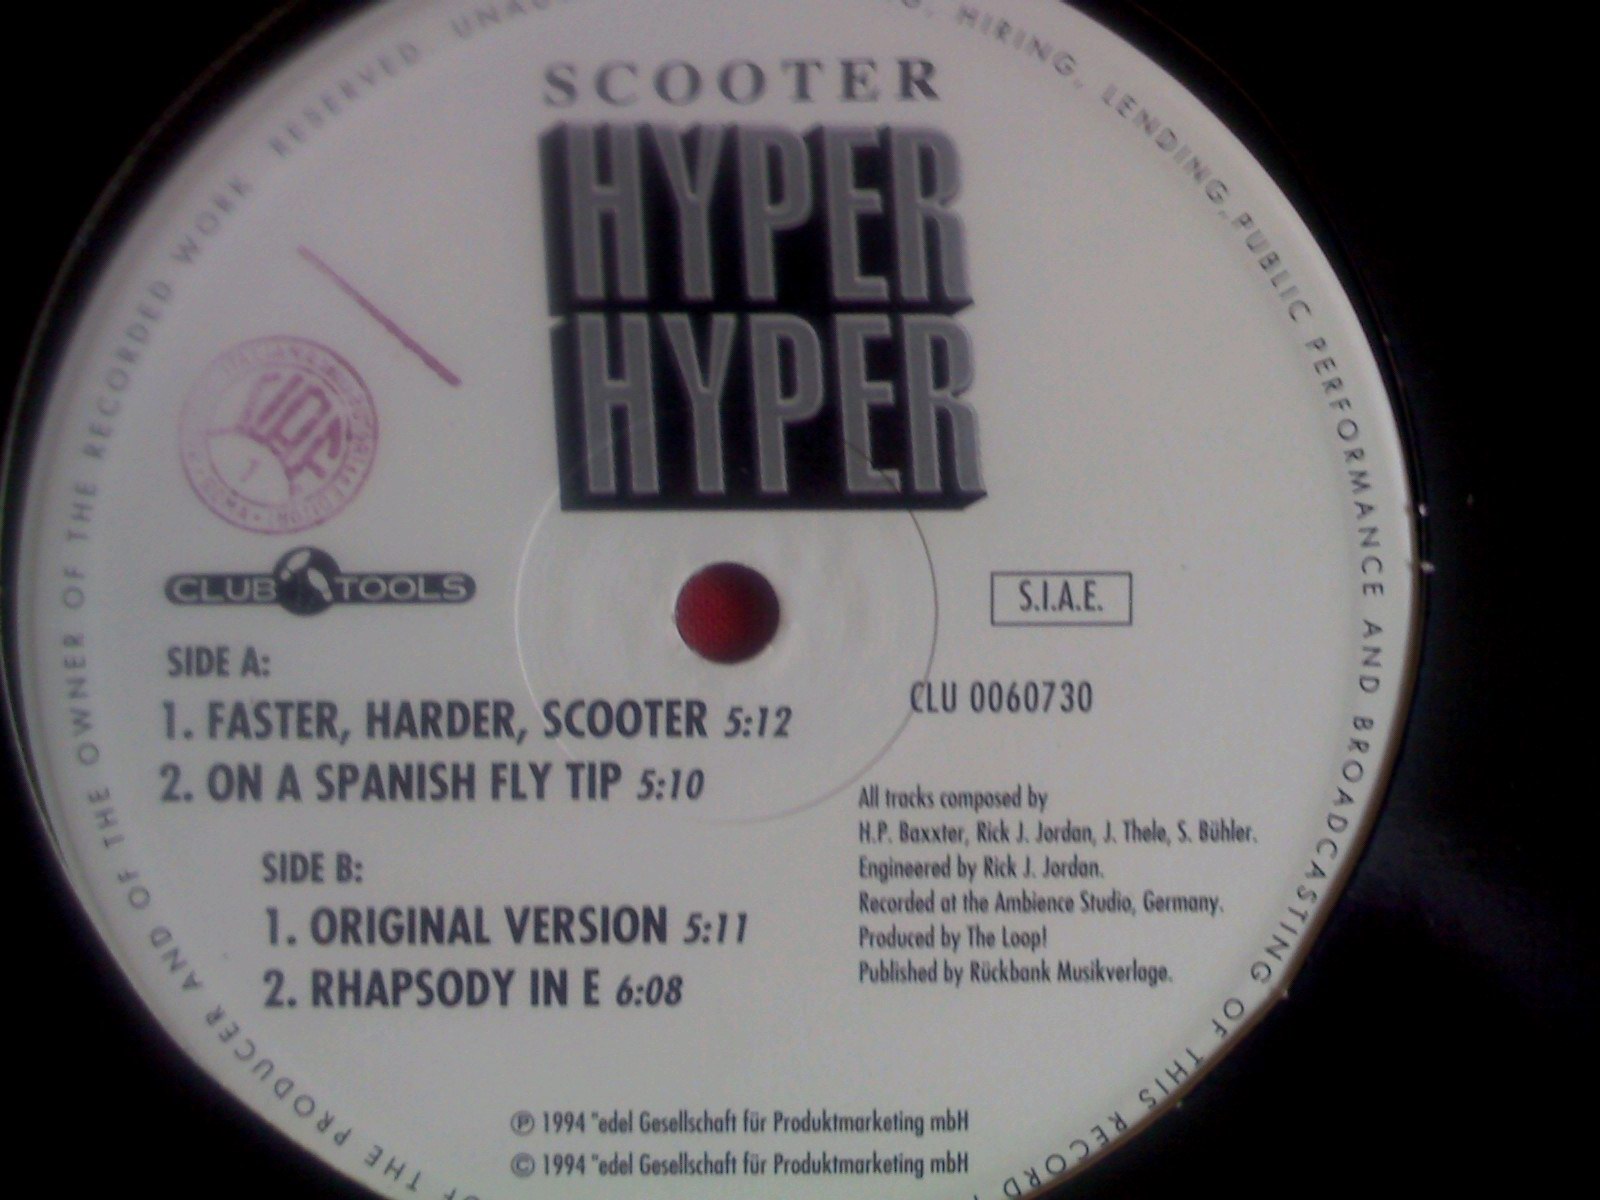 SCOOTER
HYPER
HYPER
CLUB TOOLS
S.I.A.E.
CLU 0060730
SIDE A:
1. FASTER, HARDER, SCOOTER 5:12
2. ON A SPANISH FLY TIP 5:10
SIDE B:
1. ORIGINAL VERSION 5:11
2. RHAPSODY IN E 6:08
All tracks composed by
H.P. Baxxter, Rick J. Jordan, J. Thele, S. Bühler.
Engineered by Rick J. Jordan.
Recorded at the Ambience Studio, Germany.
Produced by The Loop!
Published by Rückbank Musikverlage.
℗ 1994 "edel Gesellschaft für Produktmarketing mbH
© 1994 "edel Gesellschaft für Produktmarketing mbH
OF THE PRODUCER AND OF THE OWNER OF THE RECORDED WORK RESERVED
HIRING, LENDING, PUBLIC PERFORMANCE AND BROADCASTING OF THIS RECORD